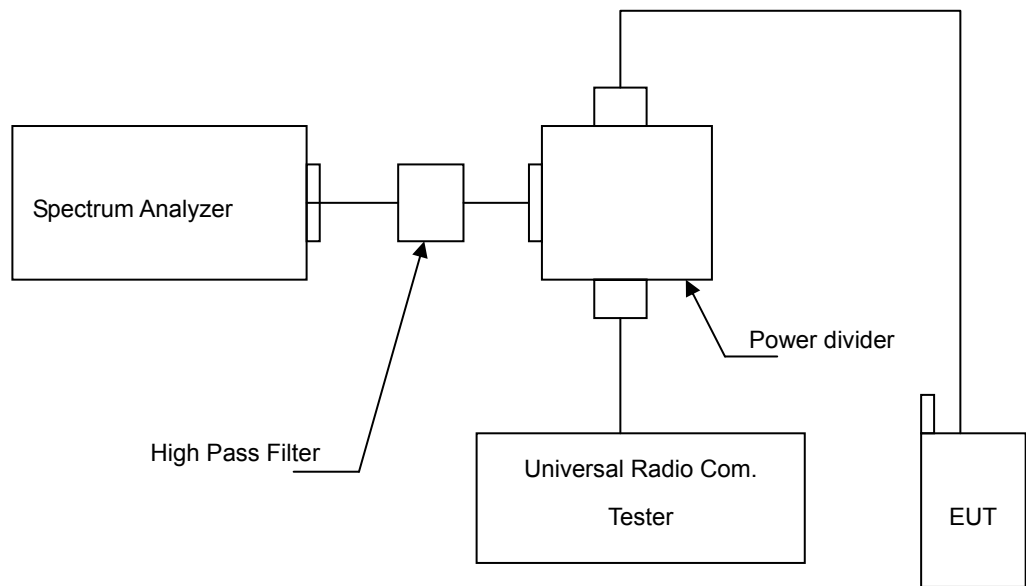 Spectrum Analyzer
Power divider
High Pass Filter
Universal Radio Com.
Tester
EUT